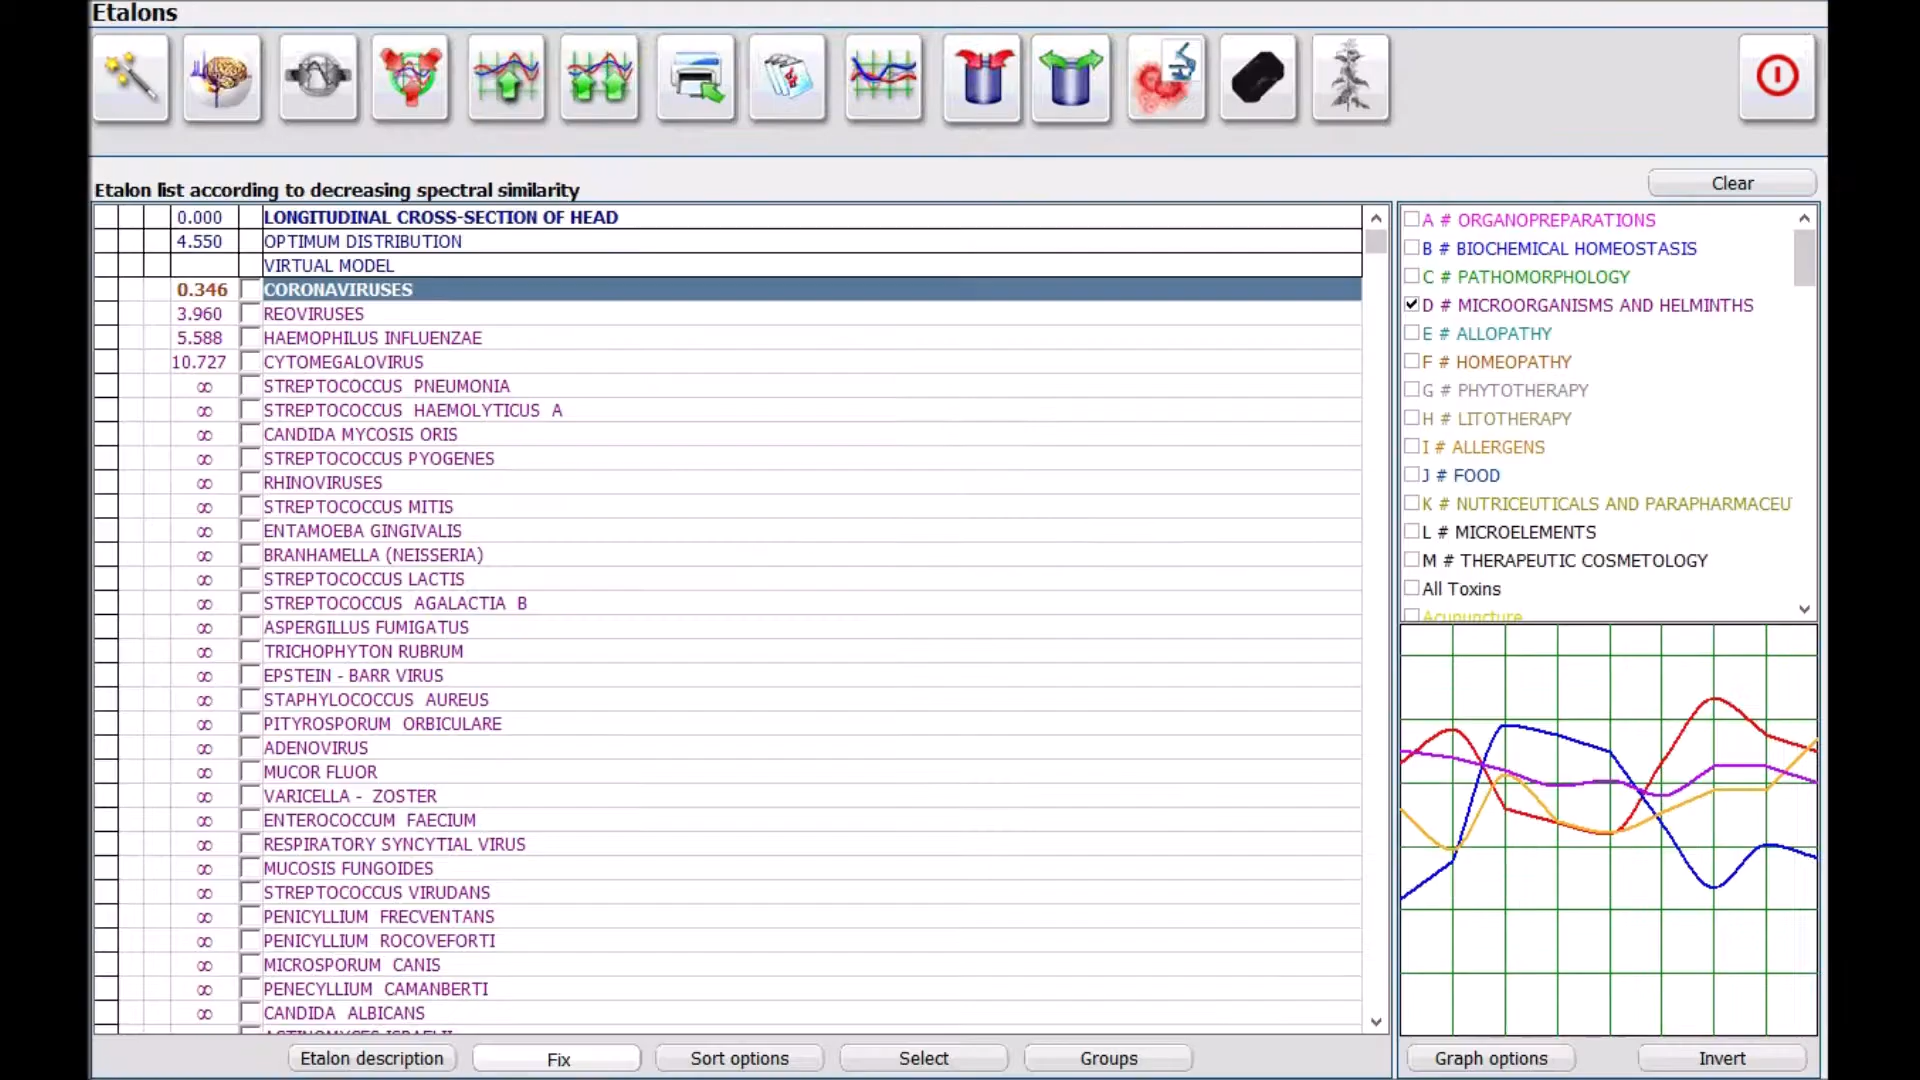 Etalons
Etalon list according to decreasing spectral similarity
Clear
0.000 LONGITUDINAL CROSS-SECTION OF HEAD
4.550 OPTIMUM DISTRIBUTION
VIRTUAL MODEL
0.346 CORONAVIRUSES
3.960 REOVIRUSES
5.588 HAEMOPHILUS INFLUENZAE
10.727 CYTOMEGALOVIRUS
∞ STREPTOCOCCUS PNEUMONIA
∞ STREPTOCOCCUS HAEMOLYTICUS A
∞ CANDIDA MYCOSIS ORIS
∞ STREPTOCOCCUS PYOGENES
∞ RHINOVIRUSES
∞ STREPTOCOCCUS MITIS
∞ ENTAMOEBA GINGIVALIS
∞ BRANHAMELLA (NEISSERIA)
∞ STREPTOCOCCUS LACTIS
∞ STREPTOCOCCUS AGALACTIA B
∞ ASPERGILLUS FUMIGATUS
∞ TRICHOPHYTON RUBRUM
∞ EPSTEIN - BARR VIRUS
∞ STAPHYLOCOCCUS AUREUS
∞ PITYROSPORUM ORBICULARE
∞ ADENOVIRUS
∞ MUCOR FLUOR
∞ VARICELLA - ZOSTER
∞ ENTEROCOCCUM FAECIUM
∞ RESPIRATORY SYNCYTIAL VIRUS
∞ MUCOSIS FUNGOIDES
∞ STREPTOCOCCUS VIRUDANS
∞ PENICYLLIUM FRECVENTANS
∞ PENICYLLIUM ROCOVEFORTI
∞ MICROSPORUM CANIS
∞ PENECYLLIUM CAMANBERTI
∞ CANDIDA ALBICANS
A # ORGANOPREPARATIONS
B # BIOCHEMICAL HOMEOSTASIS
C # PATHOMORPHOLOGY
D # MICROORGANISMS AND HELMINTHS
E # ALLOPATHY
F # HOMEOPATHY
G # PHYTOTHERAPY
H # LITOTHERAPY
I # ALLERGENS
J # FOOD
K # NUTRICEUTICALS AND PARAPHARMACEU
L # MICROELEMENTS
M # THERAPEUTIC COSMETOLOGY
All Toxins
Acupuncture
Etalon description
Fix
Sort options
Select
Groups
Graph options
Invert